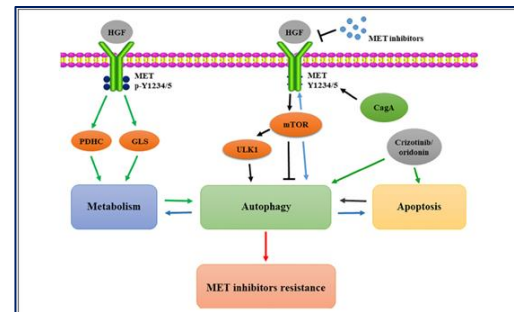 HGF
HGF
MET inhibitors
MET
p-Y1234/5
MET
Y1234/5
CagA
mTOR
PDHC
GLS
ULK1
Crizotinib/
oridonin
Metabolism
Autophagy
Apoptosis
MET inhibitors resistance